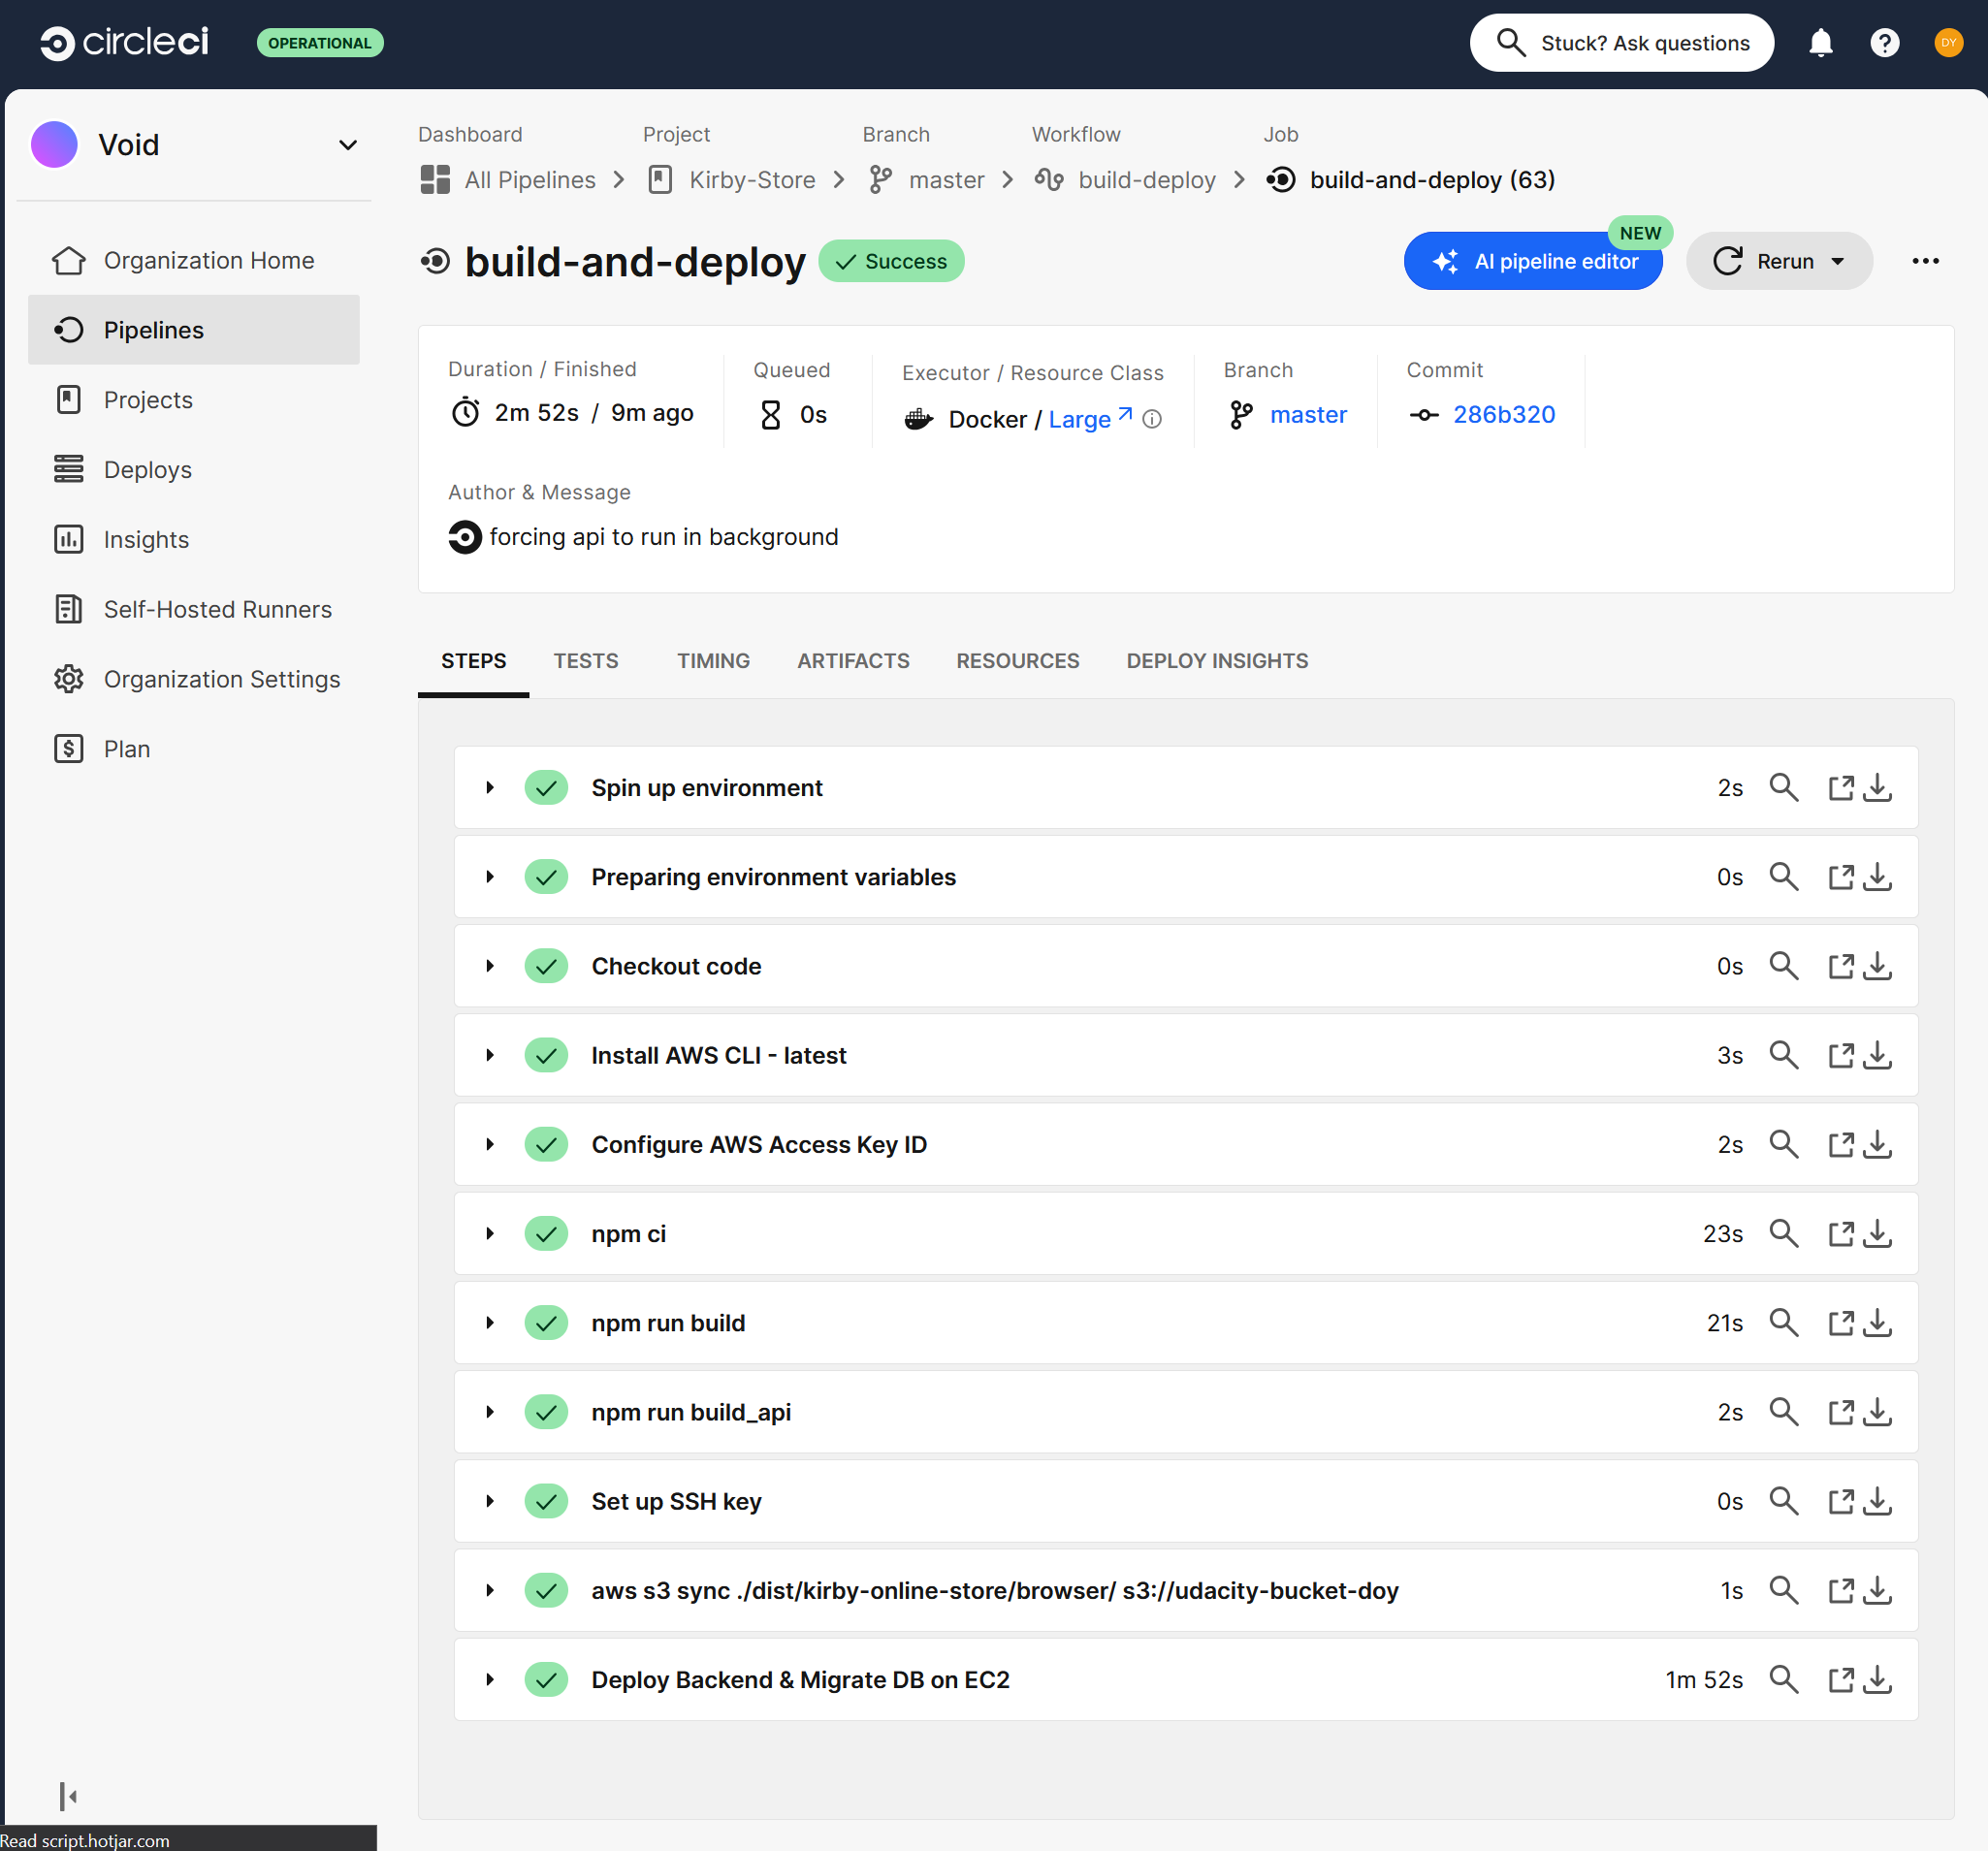 circleci OPERATIONAL Stuck? Ask questions DY
Void
Organization Home
Pipelines
Projects
Deploys
Insights
Self-Hosted Runners
Organization Settings
Plan
Dashboard Project Branch Workflow Job
All Pipelines Kirby-Store master build-deploy build-and-deploy (63)
build-and-deploy Success AI pipeline editor NEW Rerun
Duration / Finished Queued Executor / Resource Class Branch Commit
2m 52s / 9m ago 0s Docker / Large master 286b320
Author & Message
forcing api to run in background
STEPS TESTS TIMING ARTIFACTS RESOURCES DEPLOY INSIGHTS
Spin up environment 2s
Preparing environment variables 0s
Checkout code 0s
Install AWS CLI - latest 3s
Configure AWS Access Key ID 2s
npm ci 23s
npm run build 21s
npm run build_api 2s
Set up SSH key 0s
aws s3 sync ./dist/kirby-online-store/browser/ s3://udacity-bucket-doy 1s
Deploy Backend & Migrate DB on EC2 1m 52s
Read script.hotjar.com